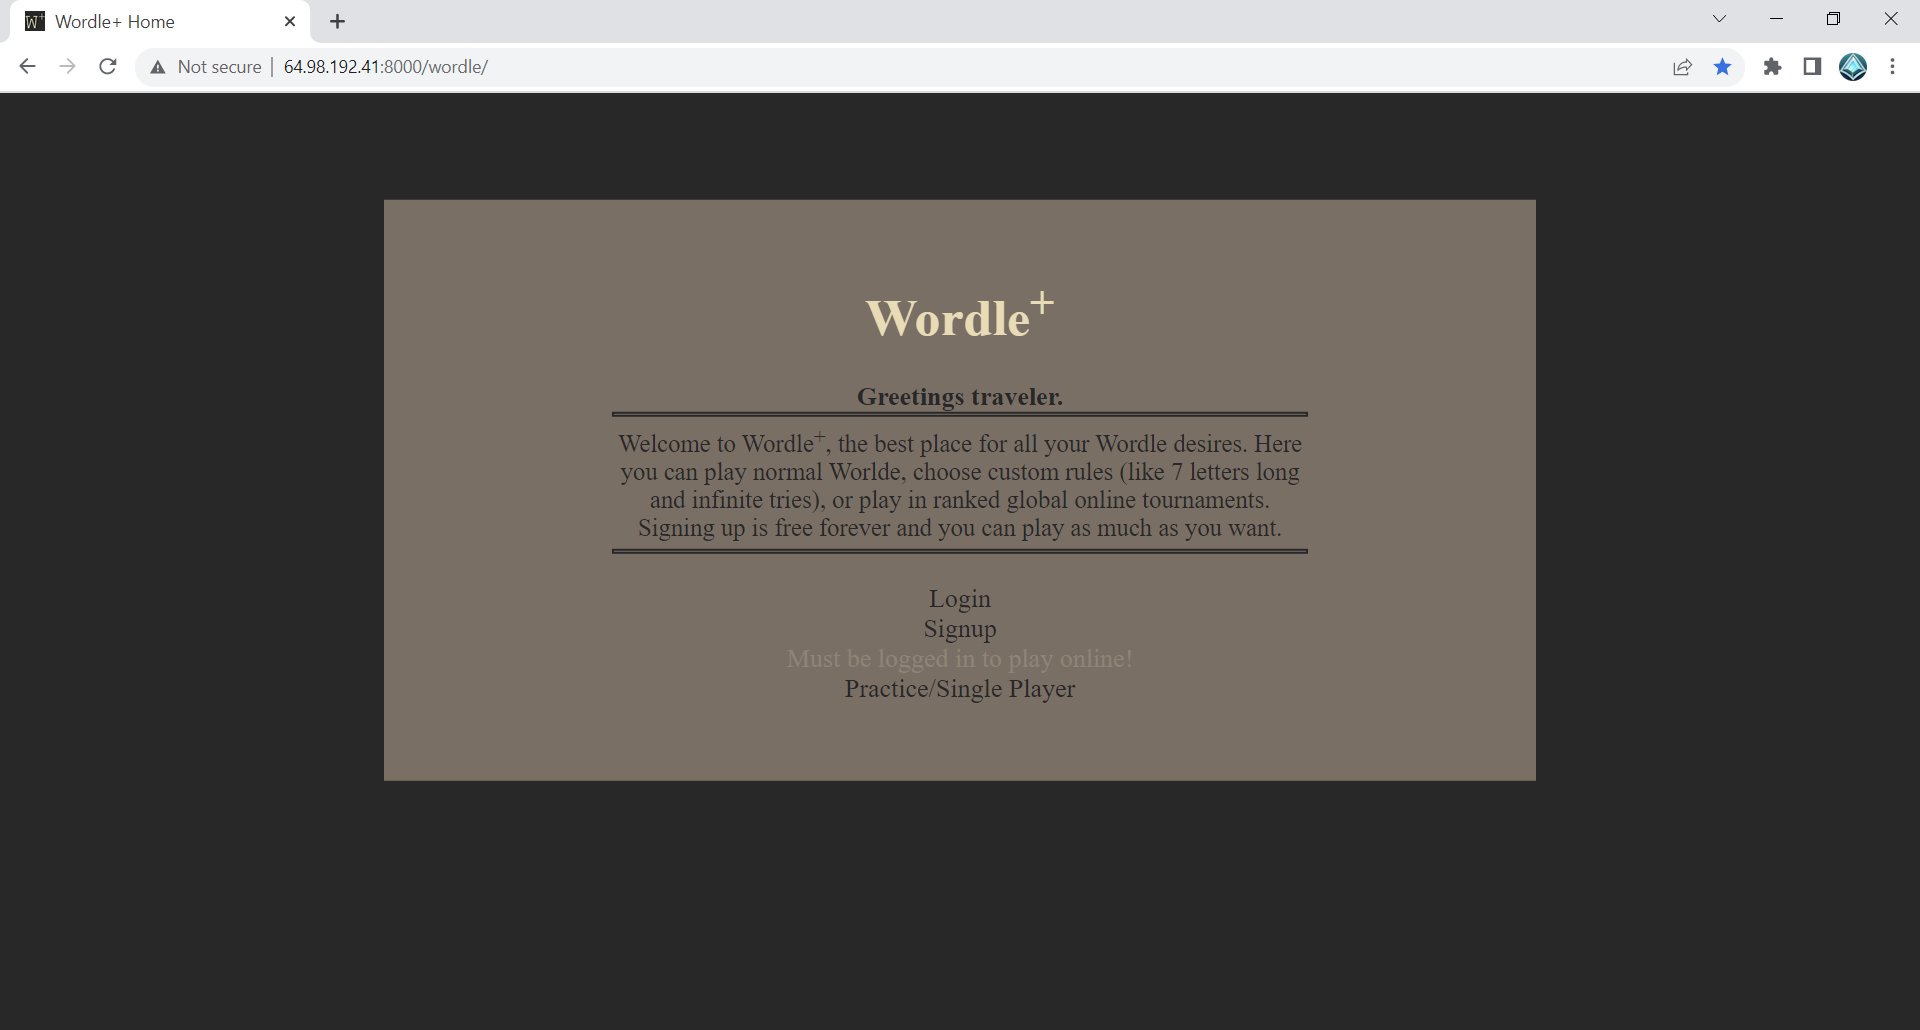 W+ Wordle+ Home
Not secure | 64.98.192.41:8000/wordle/
Wordle+
Greetings traveler.
Welcome to Wordle+, the best place for all your Wordle desires. Here
you can play normal Worlde, choose custom rules (like 7 letters long
and infinite tries), or play in ranked global online tournaments.
Signing up is free forever and you can play as much as you want.
Login
Signup
Must be logged in to play online!
Practice/Single Player